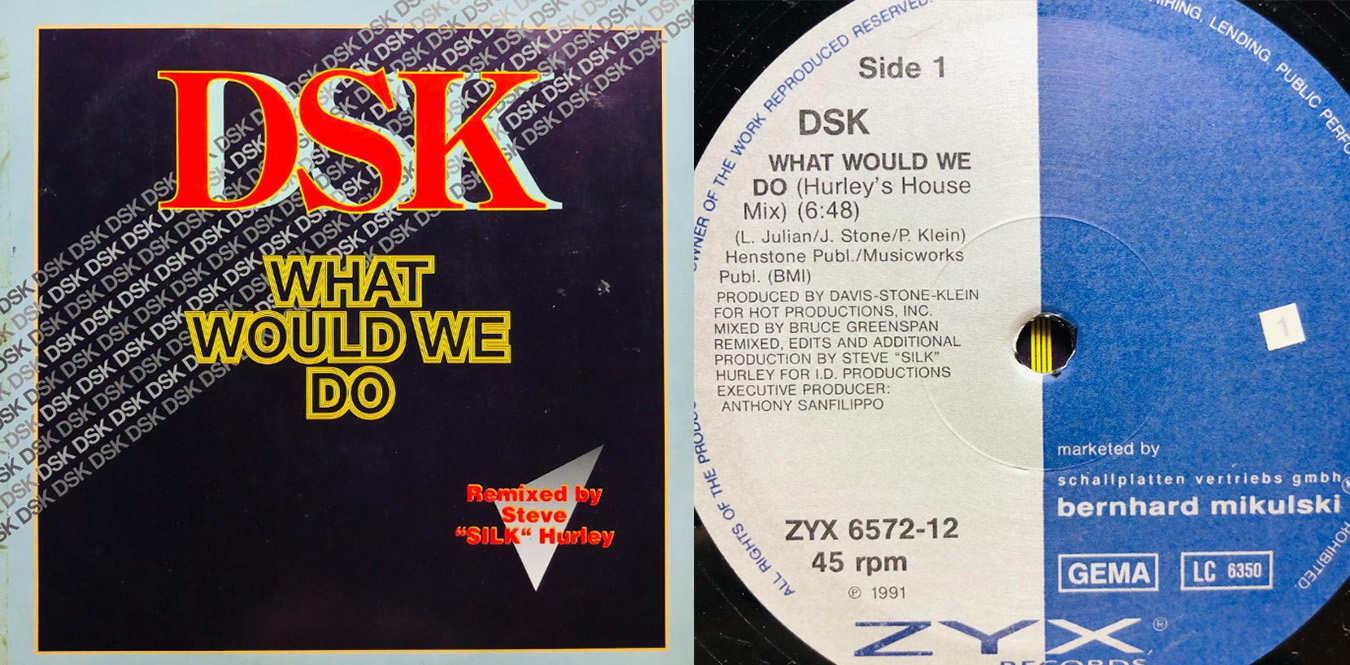 DSK
WHAT
WOULD WE
DO
Remixed by
Steve
“SILK“ Hurley
OWNER OF THE WORK REPRODUCED RESERVED.
HIRING, LENDING, PUBLIC
Side 1
DSK
WHAT WOULD WE
DO (Hurley's House
Mix) (6:48)
(L. Julian/J. Stone/P. Klein)
Henstone Publ./Musicworks
Publ. (BMI)
PRODUCED BY DAVIS-STONE-KLEIN
FOR HOT PRODUCTIONS, INC.
MIXED BY BRUCE GREENSPAN
REMIXED, EDITS AND ADDITIONAL
PRODUCTION BY STEVE “SILK”
HURLEY FOR I.D. PRODUCTIONS
EXECUTIVE PRODUCER:
ANTHONY SANFILIPPO
1
marketed by
schallplatten vertriebs gmbh
bernhard mikulski
ZYX 6572-12
45 rpm
℗ 1991
GEMA
LC 6350
ALL RIGHTS OF THE
PROHIBITED
ZYX ®
RECORDS